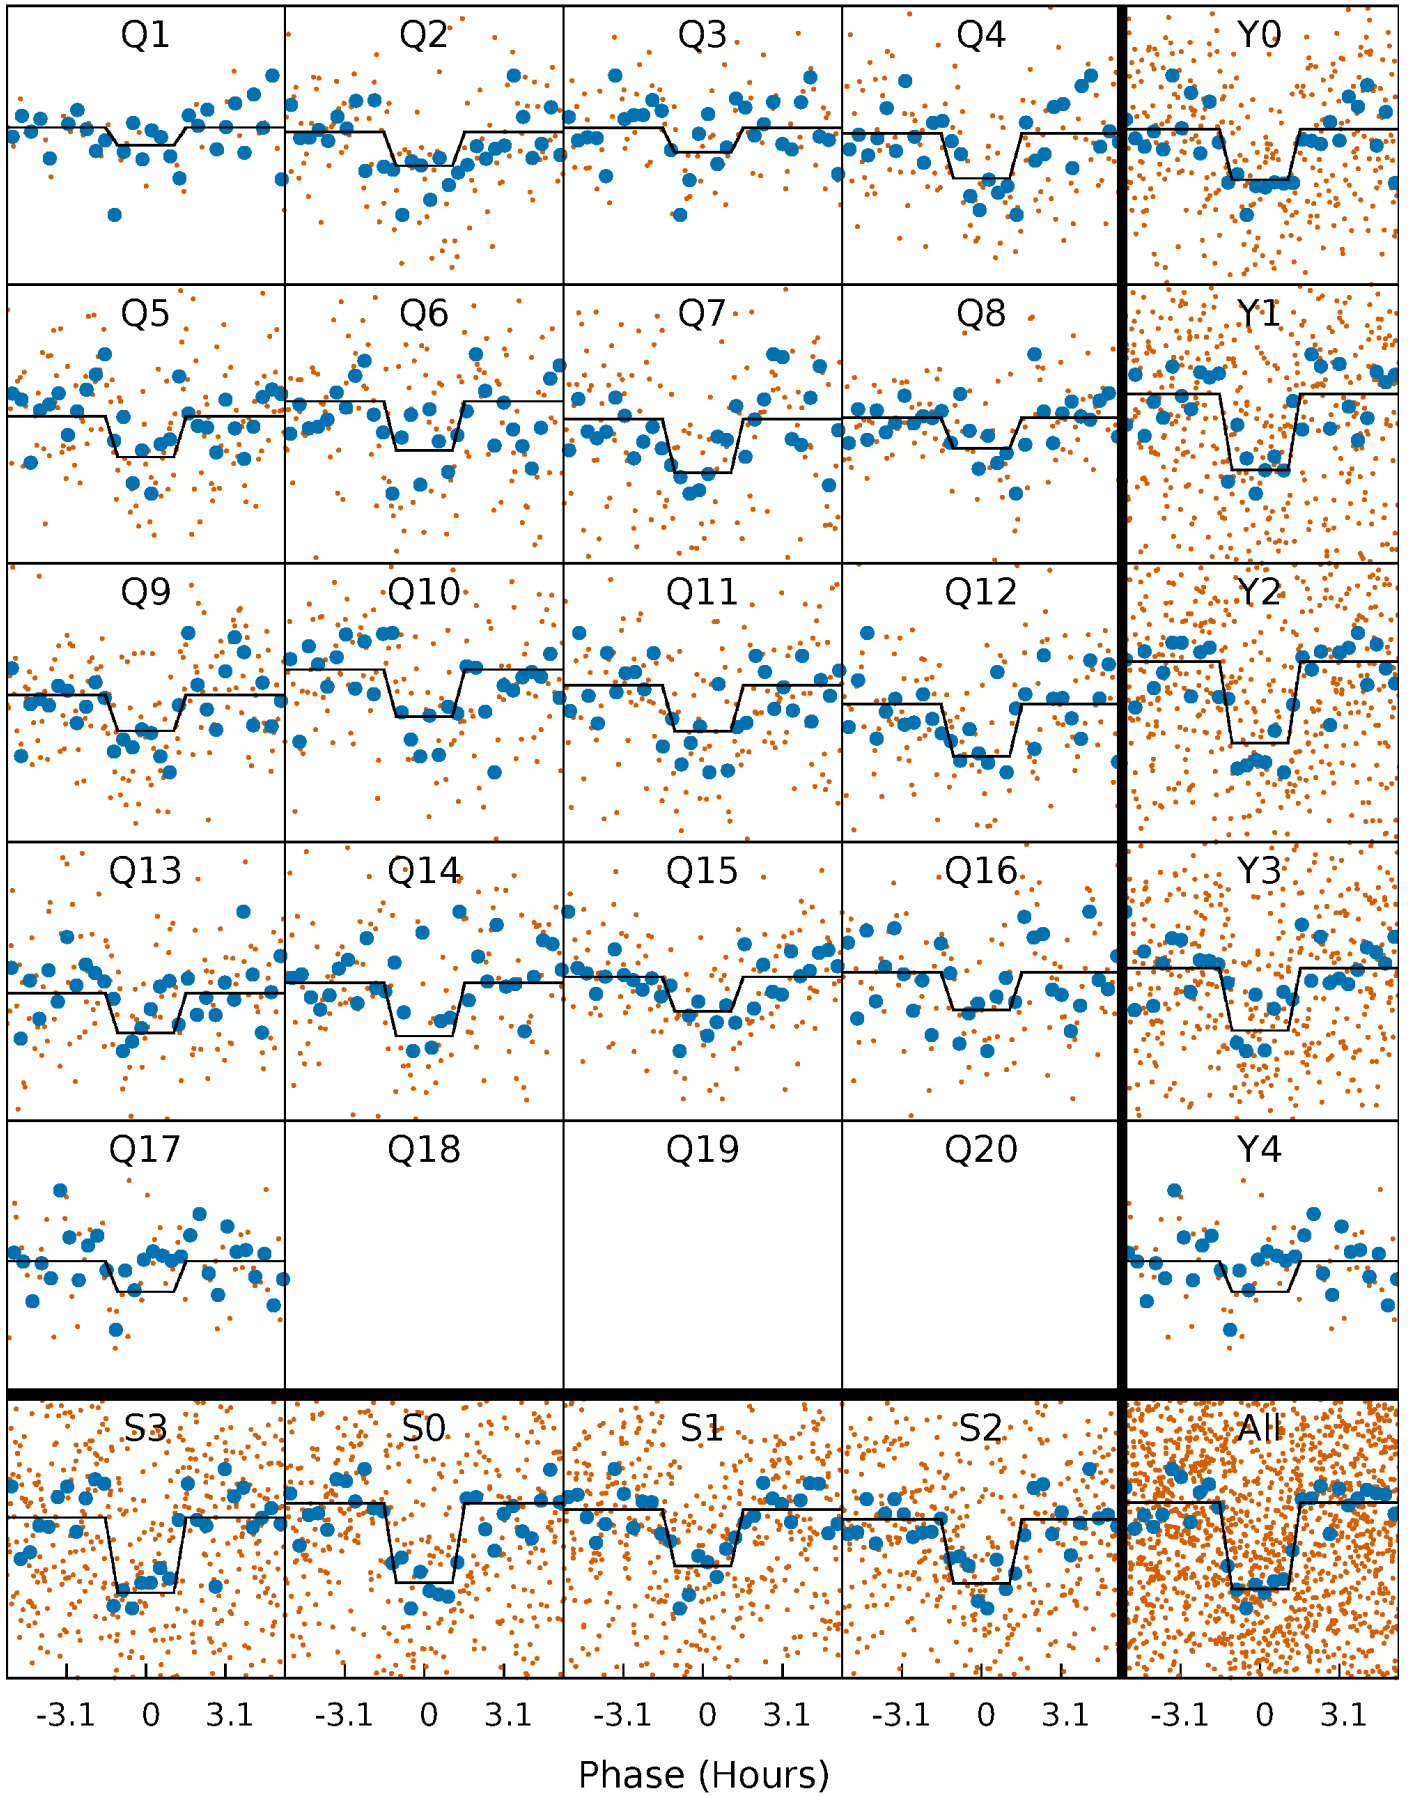 Q1 Q2 Q3 Q4 Y0
Q5 Q6 Q7 Q8 Y1
Q9 Q10 Q11 Q12 Y2
Q13 Q14 Q15 Q16 Y3
Q17 Q18 Q19 Q20 Y4
S3 S0 S1 S2 All
-3.1 0 3.1 -3.1 0 3.1 -3.1 0 3.1 -3.1 0 3.1 -3.1 0 3.1
Phase (Hours)